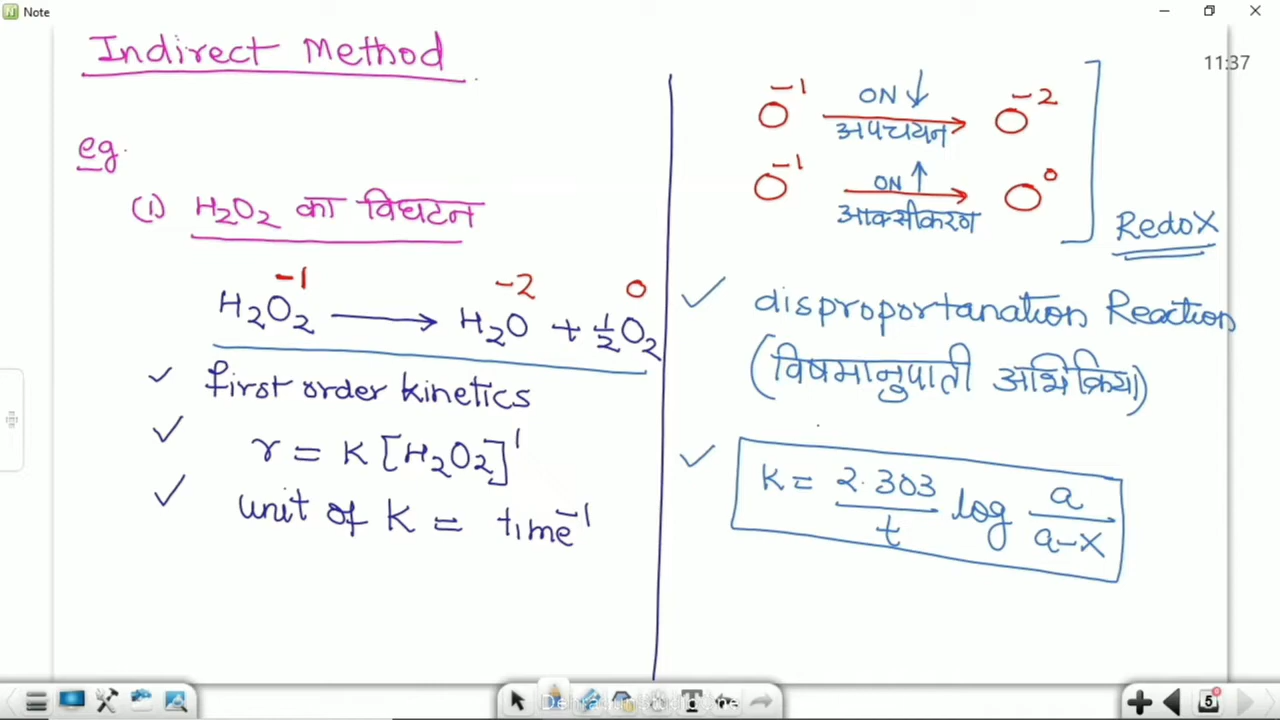 Note
11:37
Indirect Method
eg.
(1) H₂O₂ का विघटन
-1 -2 0
H₂O₂ ⟶ H₂O + ½O₂
first order kinetics
r = K [H₂O₂]¹
unit of K = time⁻¹
O⁻¹ ON↓ अपचयन O⁻²
O⁻¹ ON↑ आक्सीकरण O⁰
Redox
disproportanation Reaction
(विषमानुपाती अभिक्रिया)
K = 2.303/t log a/a-x
5